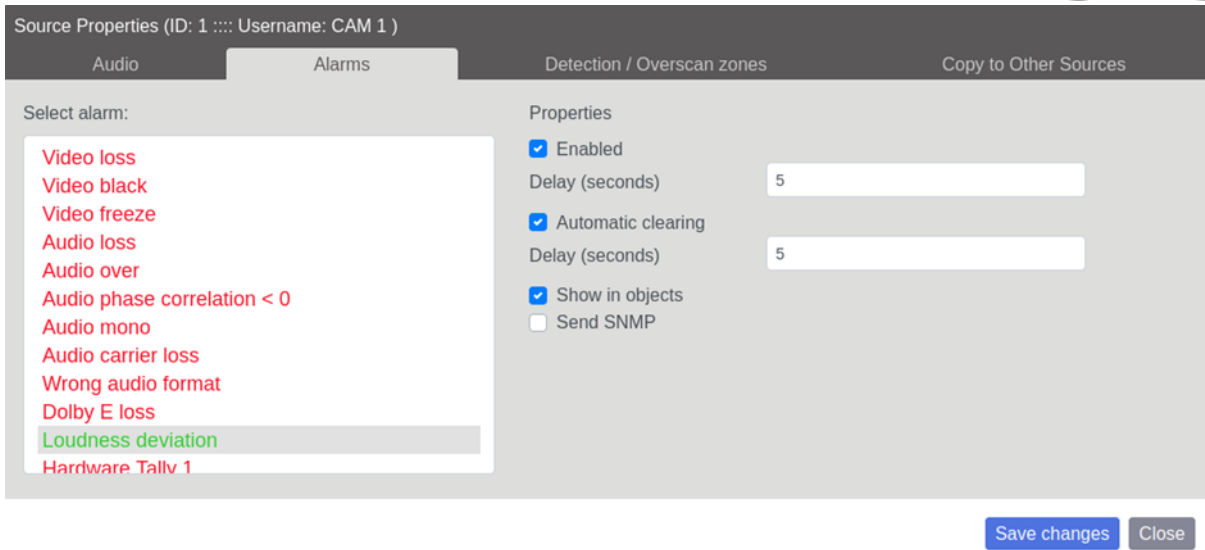 Source Properties (ID: 1 :::: Username: CAM 1 )
Audio
Alarms
Detection / Overscan zones
Copy to Other Sources
Select alarm:
Video loss
Video black
Video freeze
Audio loss
Audio over
Audio phase correlation < 0
Audio mono
Audio carrier loss
Wrong audio format
Dolby E loss
Loudness deviation
Hardware Tally 1
Properties
Enabled
Delay (seconds) 5
Automatic clearing
Delay (seconds) 5
Show in objects
Send SNMP
Save changes
Close